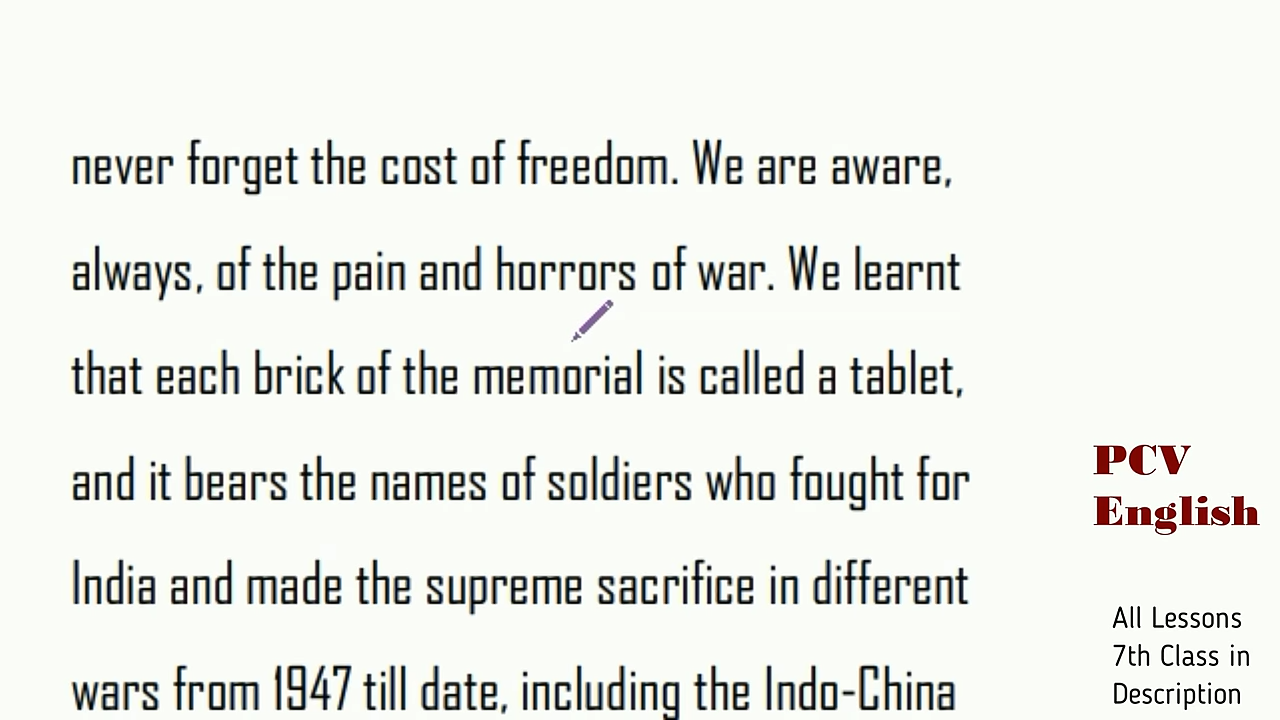 never forget the cost of freedom. We are aware,
always, of the pain and horrors of war. We learnt
that each brick of the memorial is called a tablet,
and it bears the names of soldiers who fought for
India and made the supreme sacrifice in different
wars from 1947 till date, including the Indo-China
PCV
English
All Lessons
7th Class in
Description